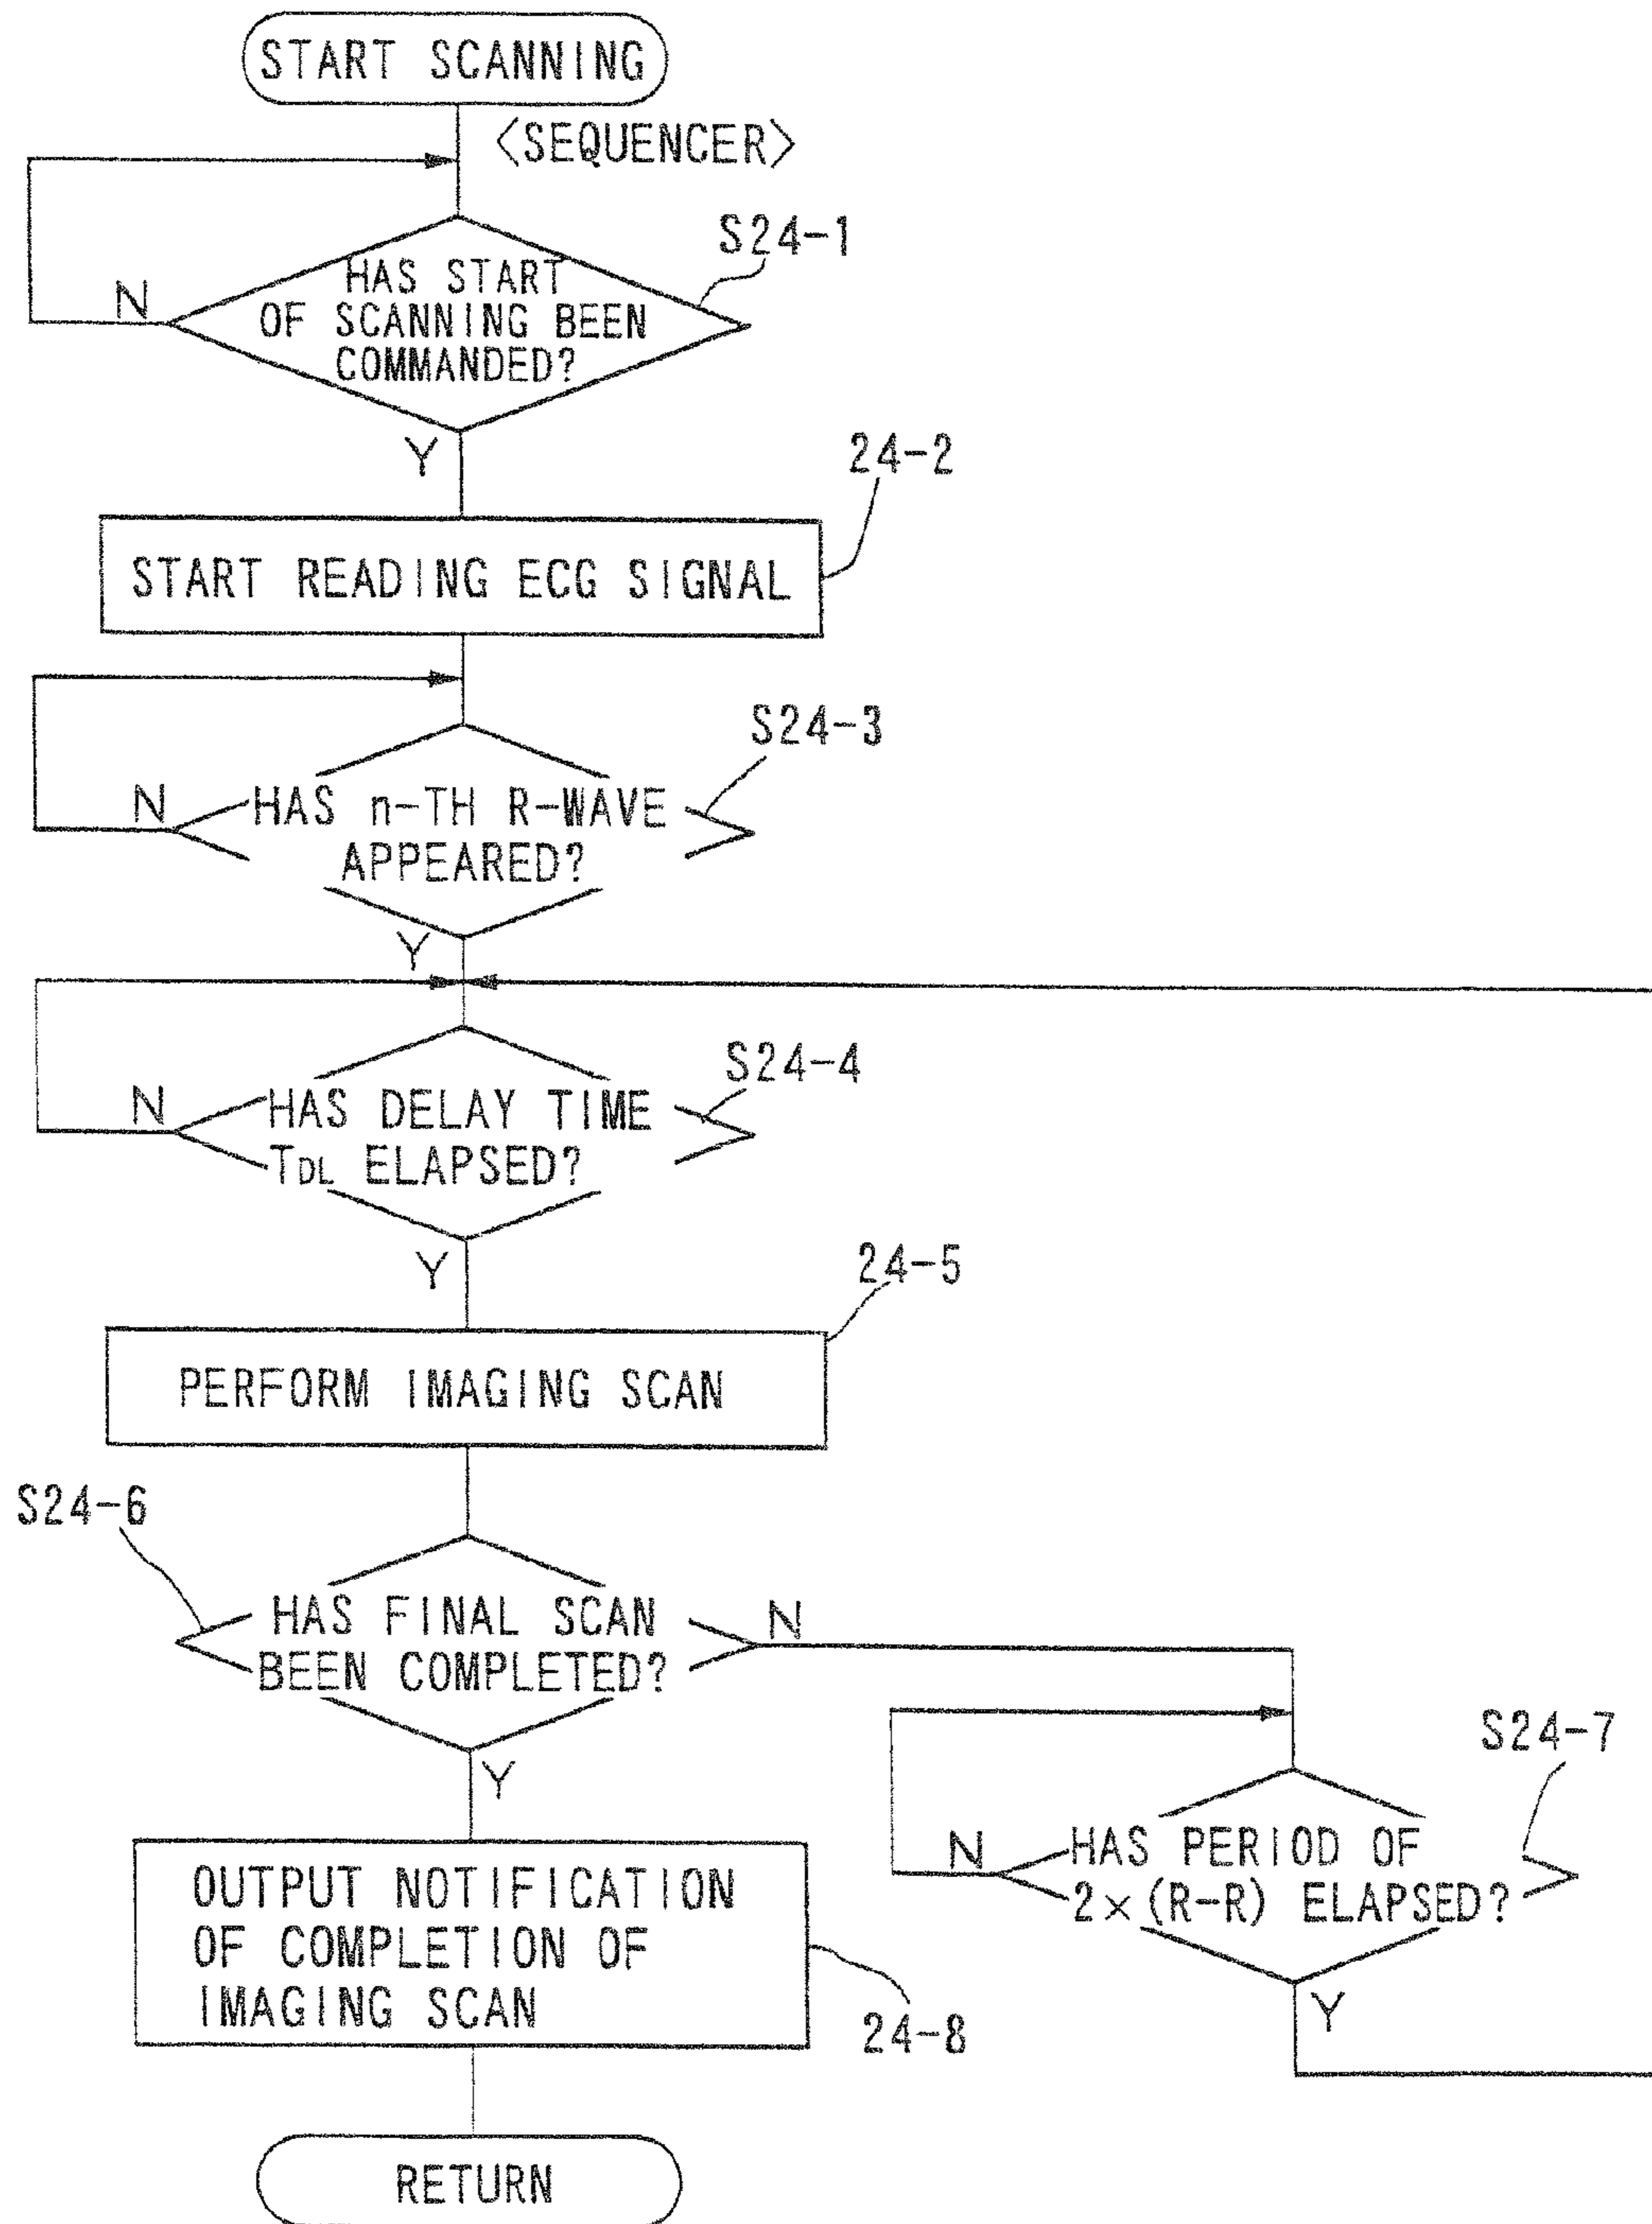 START SCANNING
<SEQUENCER>
S24-1
HAS START
OF SCANNING BEEN
COMMANDED?
N
Y
24-2
START READING ECG SIGNAL
S24-3
HAS n-TH R-WAVE
APPEARED?
N
Y
S24-4
HAS DELAY TIME
TDL ELAPSED?
N
Y
24-5
PERFORM IMAGING SCAN
S24-6
HAS FINAL SCAN
BEEN COMPLETED?
N
Y
S24-7
HAS PERIOD OF
2×(R-R) ELAPSED?
N
Y
OUTPUT NOTIFICATION
OF COMPLETION OF
IMAGING SCAN
24-8
RETURN